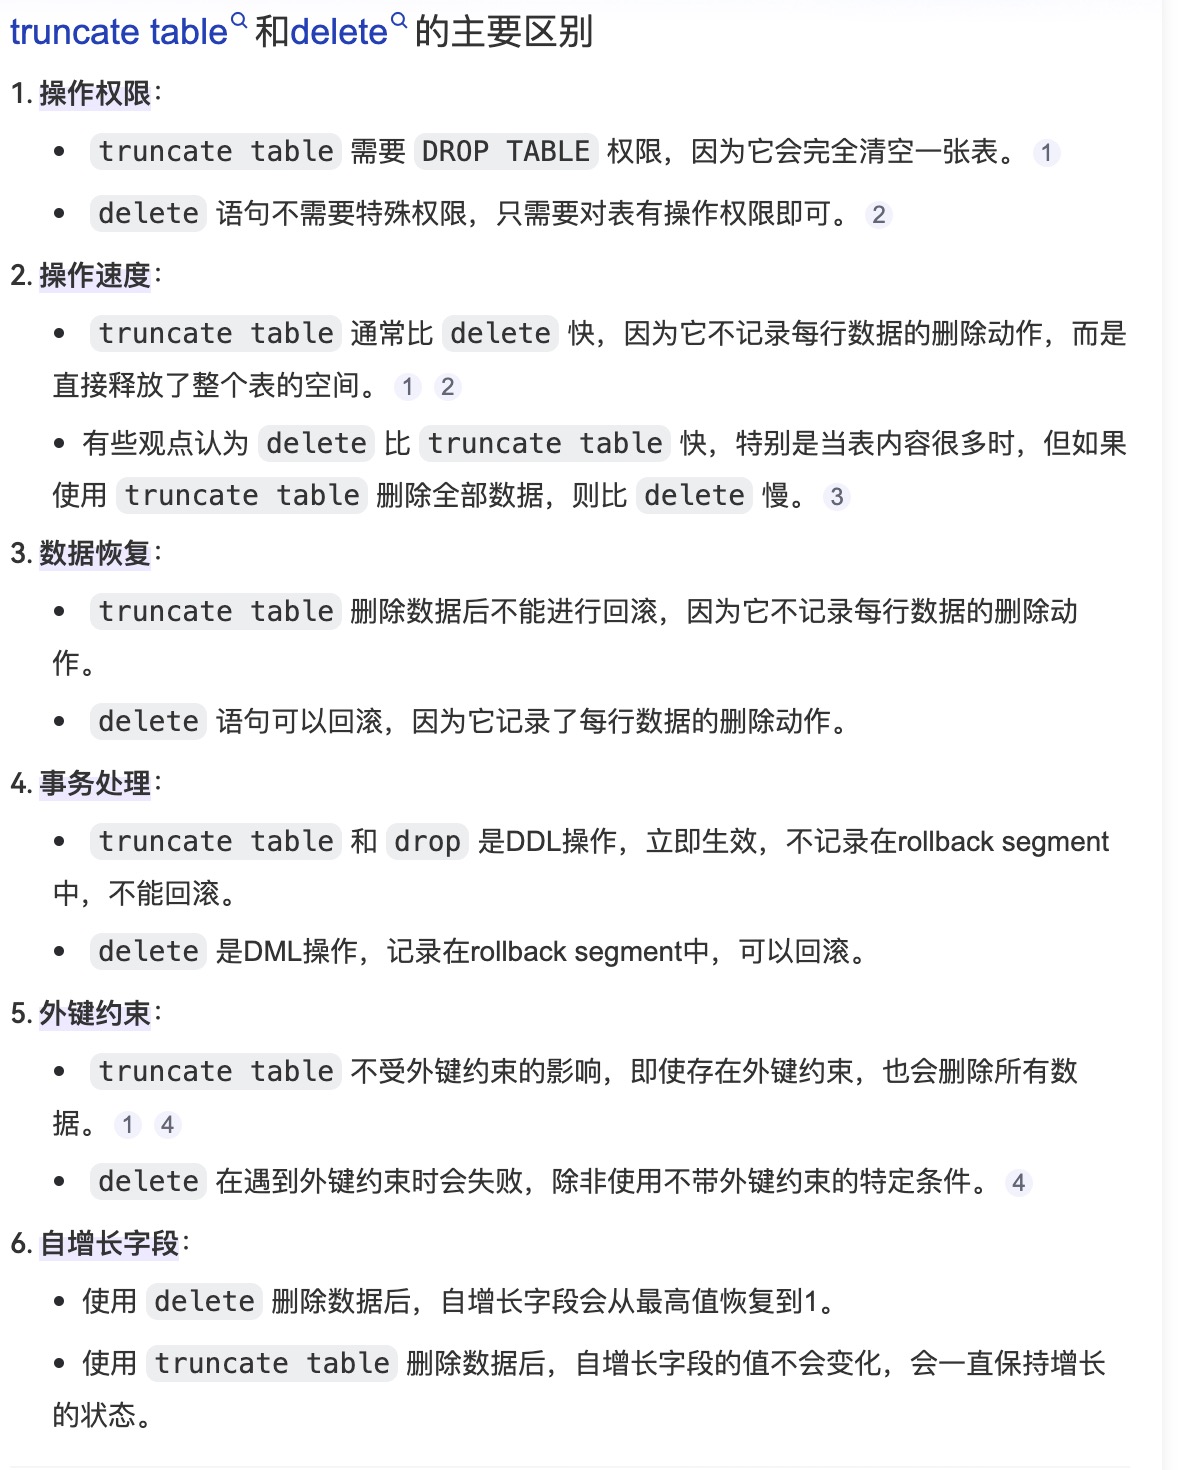 truncate table和delete的主要区别
1. 操作权限：
• truncate table 需要 DROP TABLE 权限，因为它会完全清空一张表。 1
• delete 语句不需要特殊权限，只需要对表有操作权限即可。 2
2. 操作速度：
• truncate table 通常比 delete 快，因为它不记录每行数据的删除动作，而是
直接释放了整个表的空间。 1 2
• 有些观点认为 delete 比 truncate table 快，特别是当表内容很多时，但如果
使用 truncate table 删除全部数据，则比 delete 慢。 3
3. 数据恢复：
• truncate table 删除数据后不能进行回滚，因为它不记录每行数据的删除动
作。
• delete 语句可以回滚，因为它记录了每行数据的删除动作。
4. 事务处理：
• truncate table 和 drop 是DDL操作，立即生效，不记录在rollback segment
中，不能回滚。
• delete 是DML操作，记录在rollback segment中，可以回滚。
5. 外键约束：
• truncate table 不受外键约束的影响，即使存在外键约束，也会删除所有数
据。 1 4
• delete 在遇到外键约束时会失败，除非使用不带外键约束的特定条件。 4
6. 自增长字段：
• 使用 delete 删除数据后，自增长字段会从最高值恢复到1。
• 使用 truncate table 删除数据后，自增长字段的值不会变化，会一直保持增长
的状态。